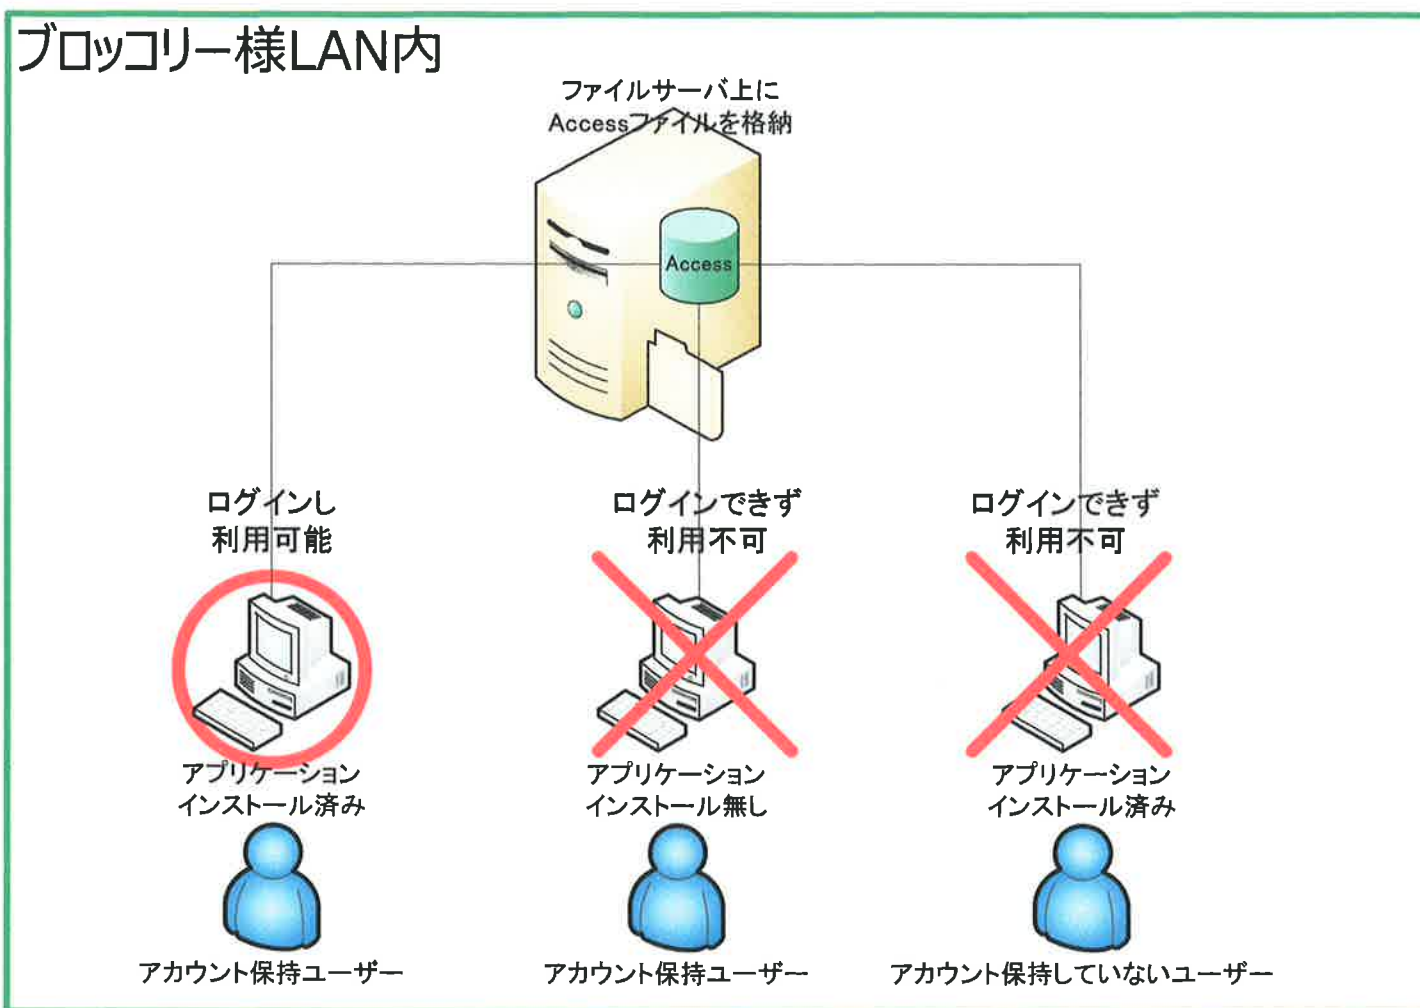 ブロッコリー様LAN内
ファイルサーバ上に
Accessファイルを格納
Access
ログインし
利用可能
ログインできず
利用不可
ログインできず
利用不可
アプリケーション
インストール済み
アプリケーション
インストール無し
アプリケーション
インストール済み
アカウント保持ユーザー
アカウント保持ユーザー
アカウント保持していないユーザー